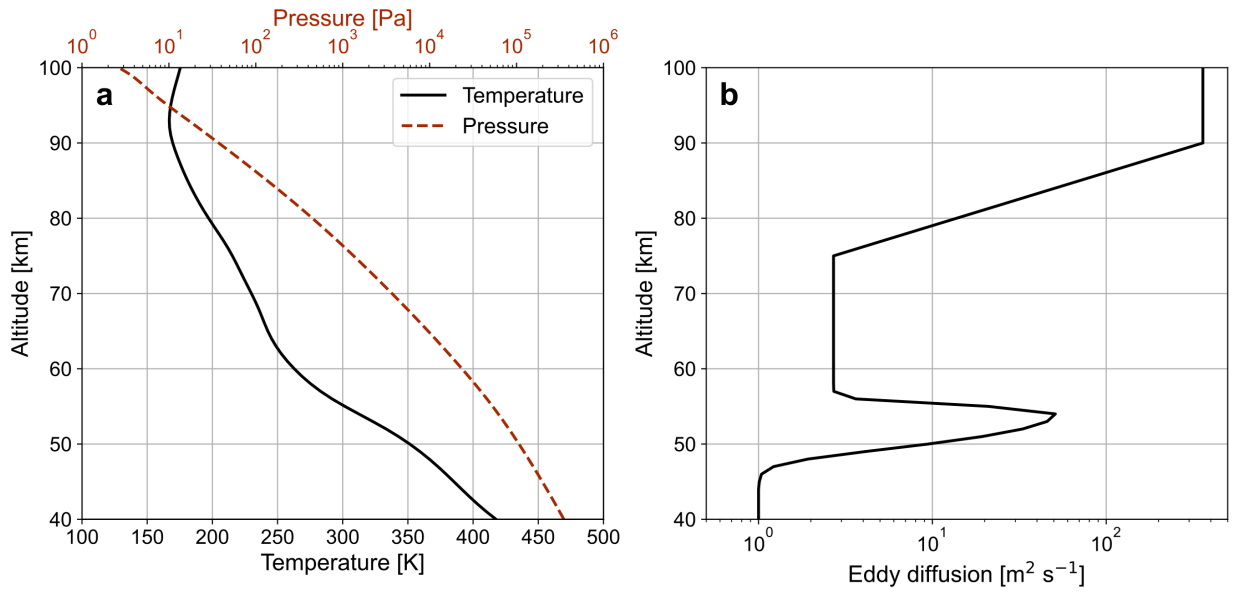 Pressure [Pa]
10^0 10^1 10^2 10^3 10^4 10^5 10^6
a
Temperature
Pressure
100
90
80
70
60
50
40
Altitude [km]
100 150 200 250 300 350 400 450 500
Temperature [K]
b
100
90
80
70
60
50
40
Altitude [km]
10^0 10^1 10^2
Eddy diffusion [m² s⁻¹]